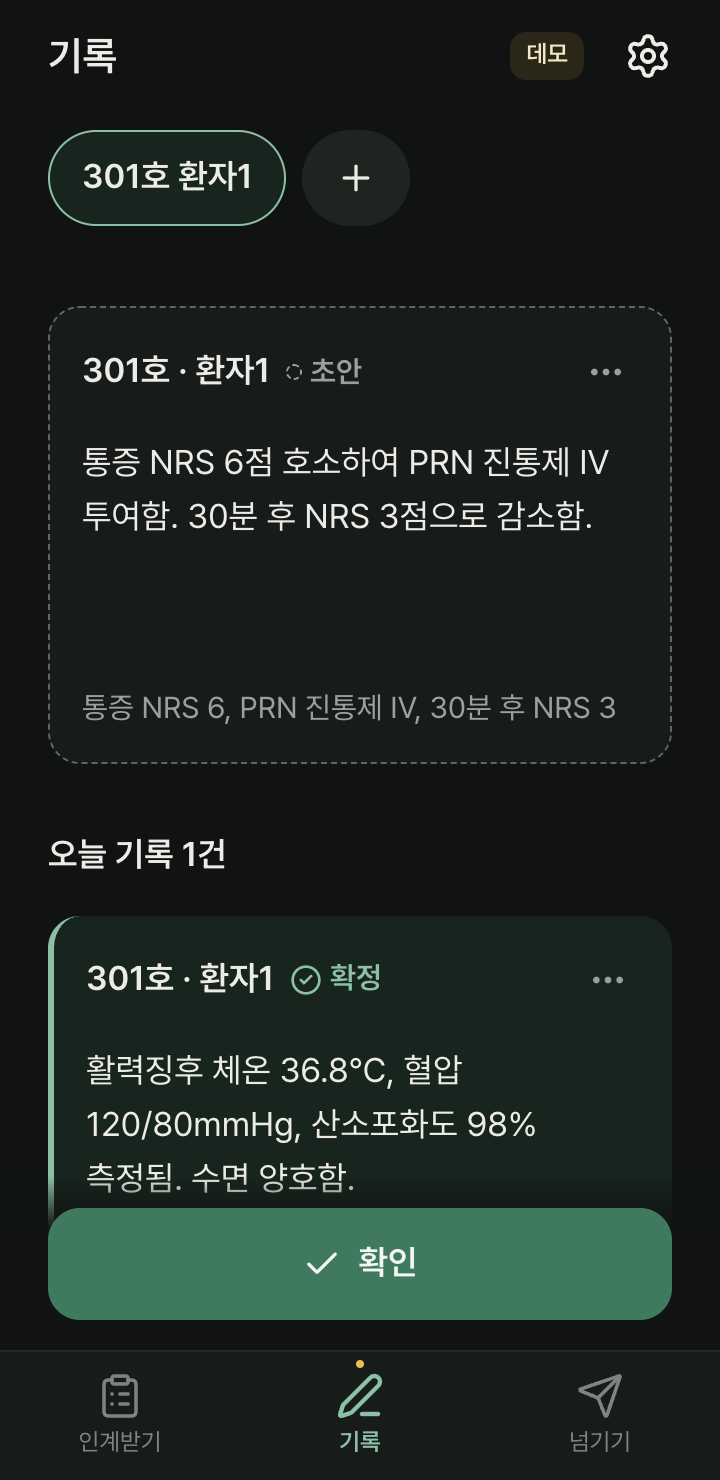 기록
데모
301호 환자1
+
301호 · 환자1 초안
통증 NRS 6점 호소하여 PRN 진통제 IV
투여함. 30분 후 NRS 3점으로 감소함.
통증 NRS 6, PRN 진통제 IV, 30분 후 NRS 3
오늘 기록 1건
301호 · 환자1 확정
활력징후 체온 36.8°C, 혈압
120/80mmHg, 산소포화도 98%
측정됨. 수면 양호함.
확인
인계받기
기록
넘기기